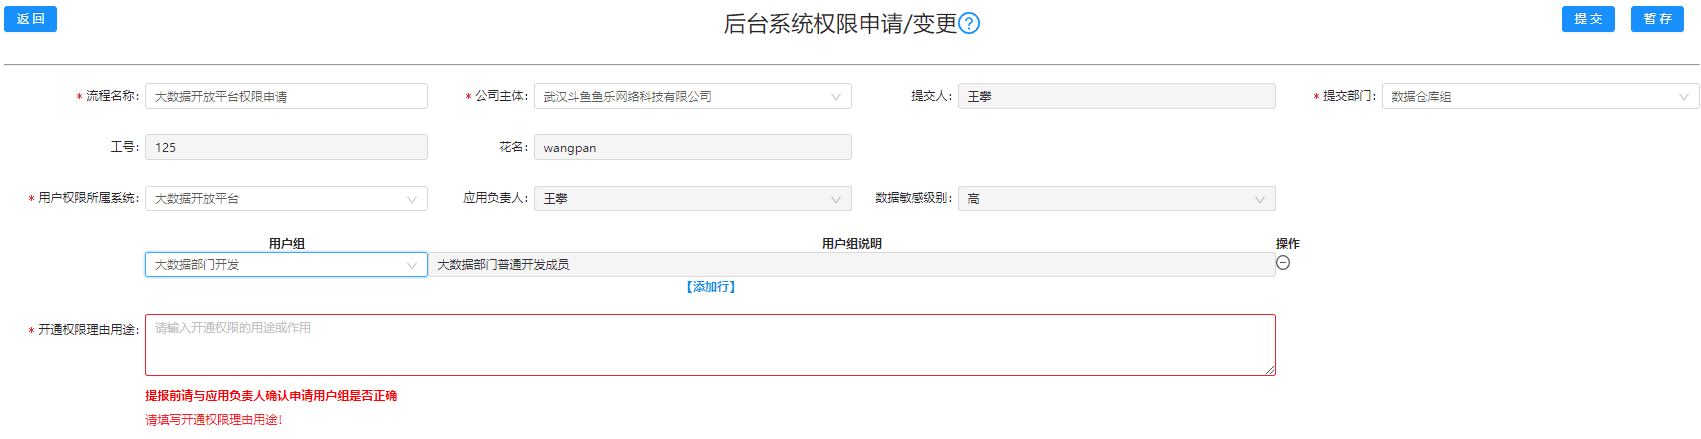 返 回
后台系统权限申请/变更?
提 交
暂 存
* 流程名称: 大数据开放平台权限申请
* 公司主体: 武汉斗鱼鱼乐网络科技有限公司
提交人: 王攀
* 提交部门: 数据仓库组
工号: 125
花名: wangpan
* 用户权限所属系统: 大数据开放平台
应用负责人: 王攀
数据敏感级别: 高
用户组 用户组说明 操作
大数据部门开发 大数据部门普通开发成员
【添加行】
* 开通权限理由用途: 请输入开通权限的用途或作用
提报前请与应用负责人确认申请用户组是否正确
请填写开通权限理由用途!